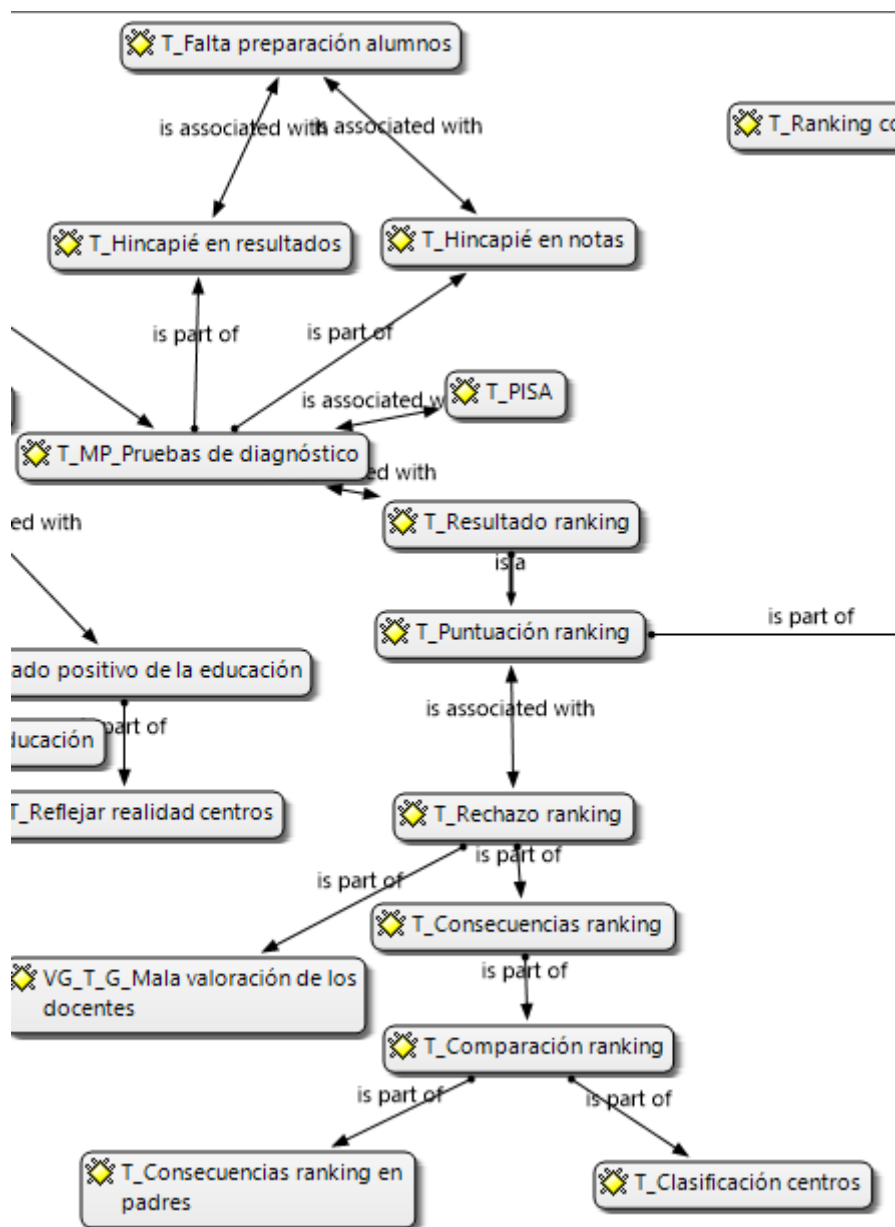 T_Falta preparación alumnos
T_Ranking co
is associated with
is associated with
T_Hincapié en resultados
T_Hincapié en notas
is part of
is part of
T_PISA
is associated w
T_MP_Pruebas de diagnóstico
ed with
T_Resultado ranking
ed with
is a
T_Puntuación ranking
is part of
ado positivo de la educación
is associated with
part of
ducación
T_Reflejar realidad centros
T_Rechazo ranking
is part of
is part of
T_Consecuencias ranking
is part of
VG_T_G_Mala valoración de los
docentes
T_Comparación ranking
is part of
is part of
T_Consecuencias ranking en
padres
T_Clasificación centros